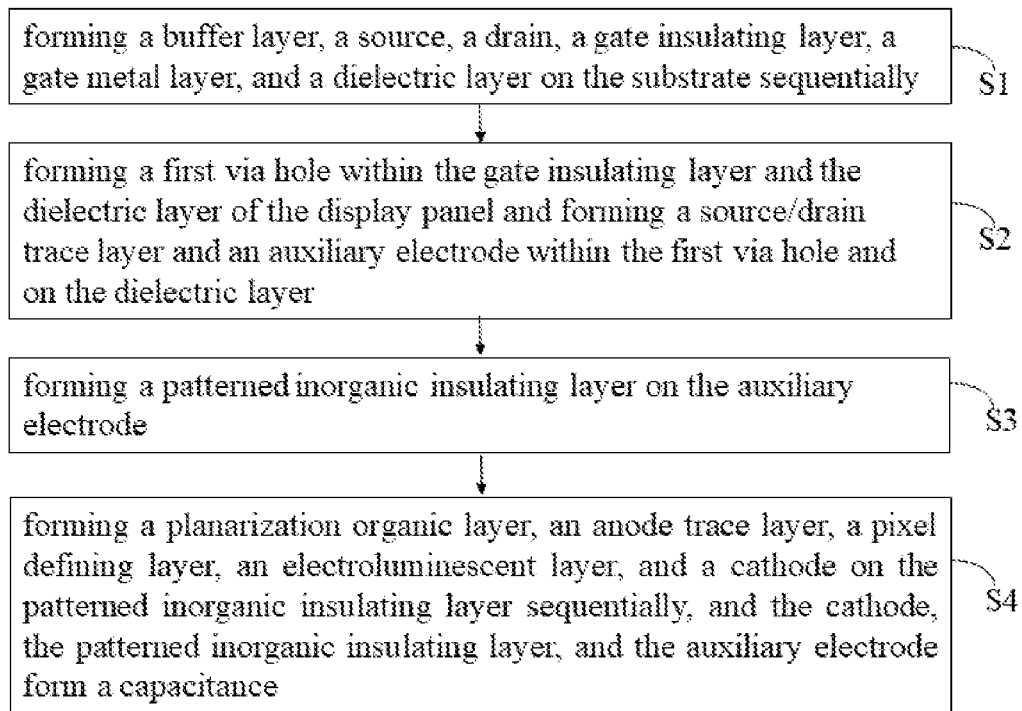 forming a buffer layer, a source, a drain, a gate insulating layer, a
gate metal layer, and a dielectric layer on the substrate sequentially
S1
forming a first via hole within the gate insulating layer and the
dielectric layer of the display panel and forming a source/drain
trace layer and an auxiliary electrode within the first via hole and
on the dielectric layer
S2
forming a patterned inorganic insulating layer on the auxiliary
electrode
S3
forming a planarization organic layer, an anode trace layer, a pixel
defining layer, an electroluminescent layer, and a cathode on the
patterned inorganic insulating layer sequentially, and the cathode,
the patterned inorganic insulating layer, and the auxiliary electrode
form a capacitance
S4